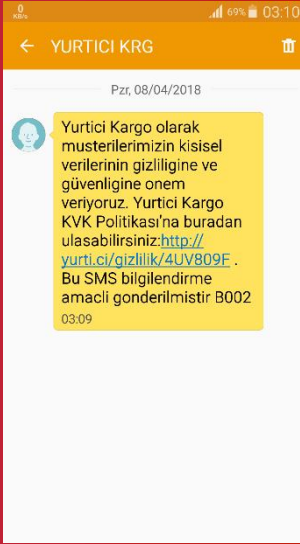 0
KB/s
69%
03:10
YURTICI KRG
Pzr, 08/04/2018
Yurtici Kargo olarak
musterilerimizin kisisel
verilerinin gizliligine ve
güvenligine onem
veriyoruz. Yurtici Kargo
KVK Politikası'na buradan
ulasabilirsiniz:http://
yurti.ci/gizlilik/4UV809F .
Bu SMS bilgilendirme
amacli gonderilmistir B002
03:09